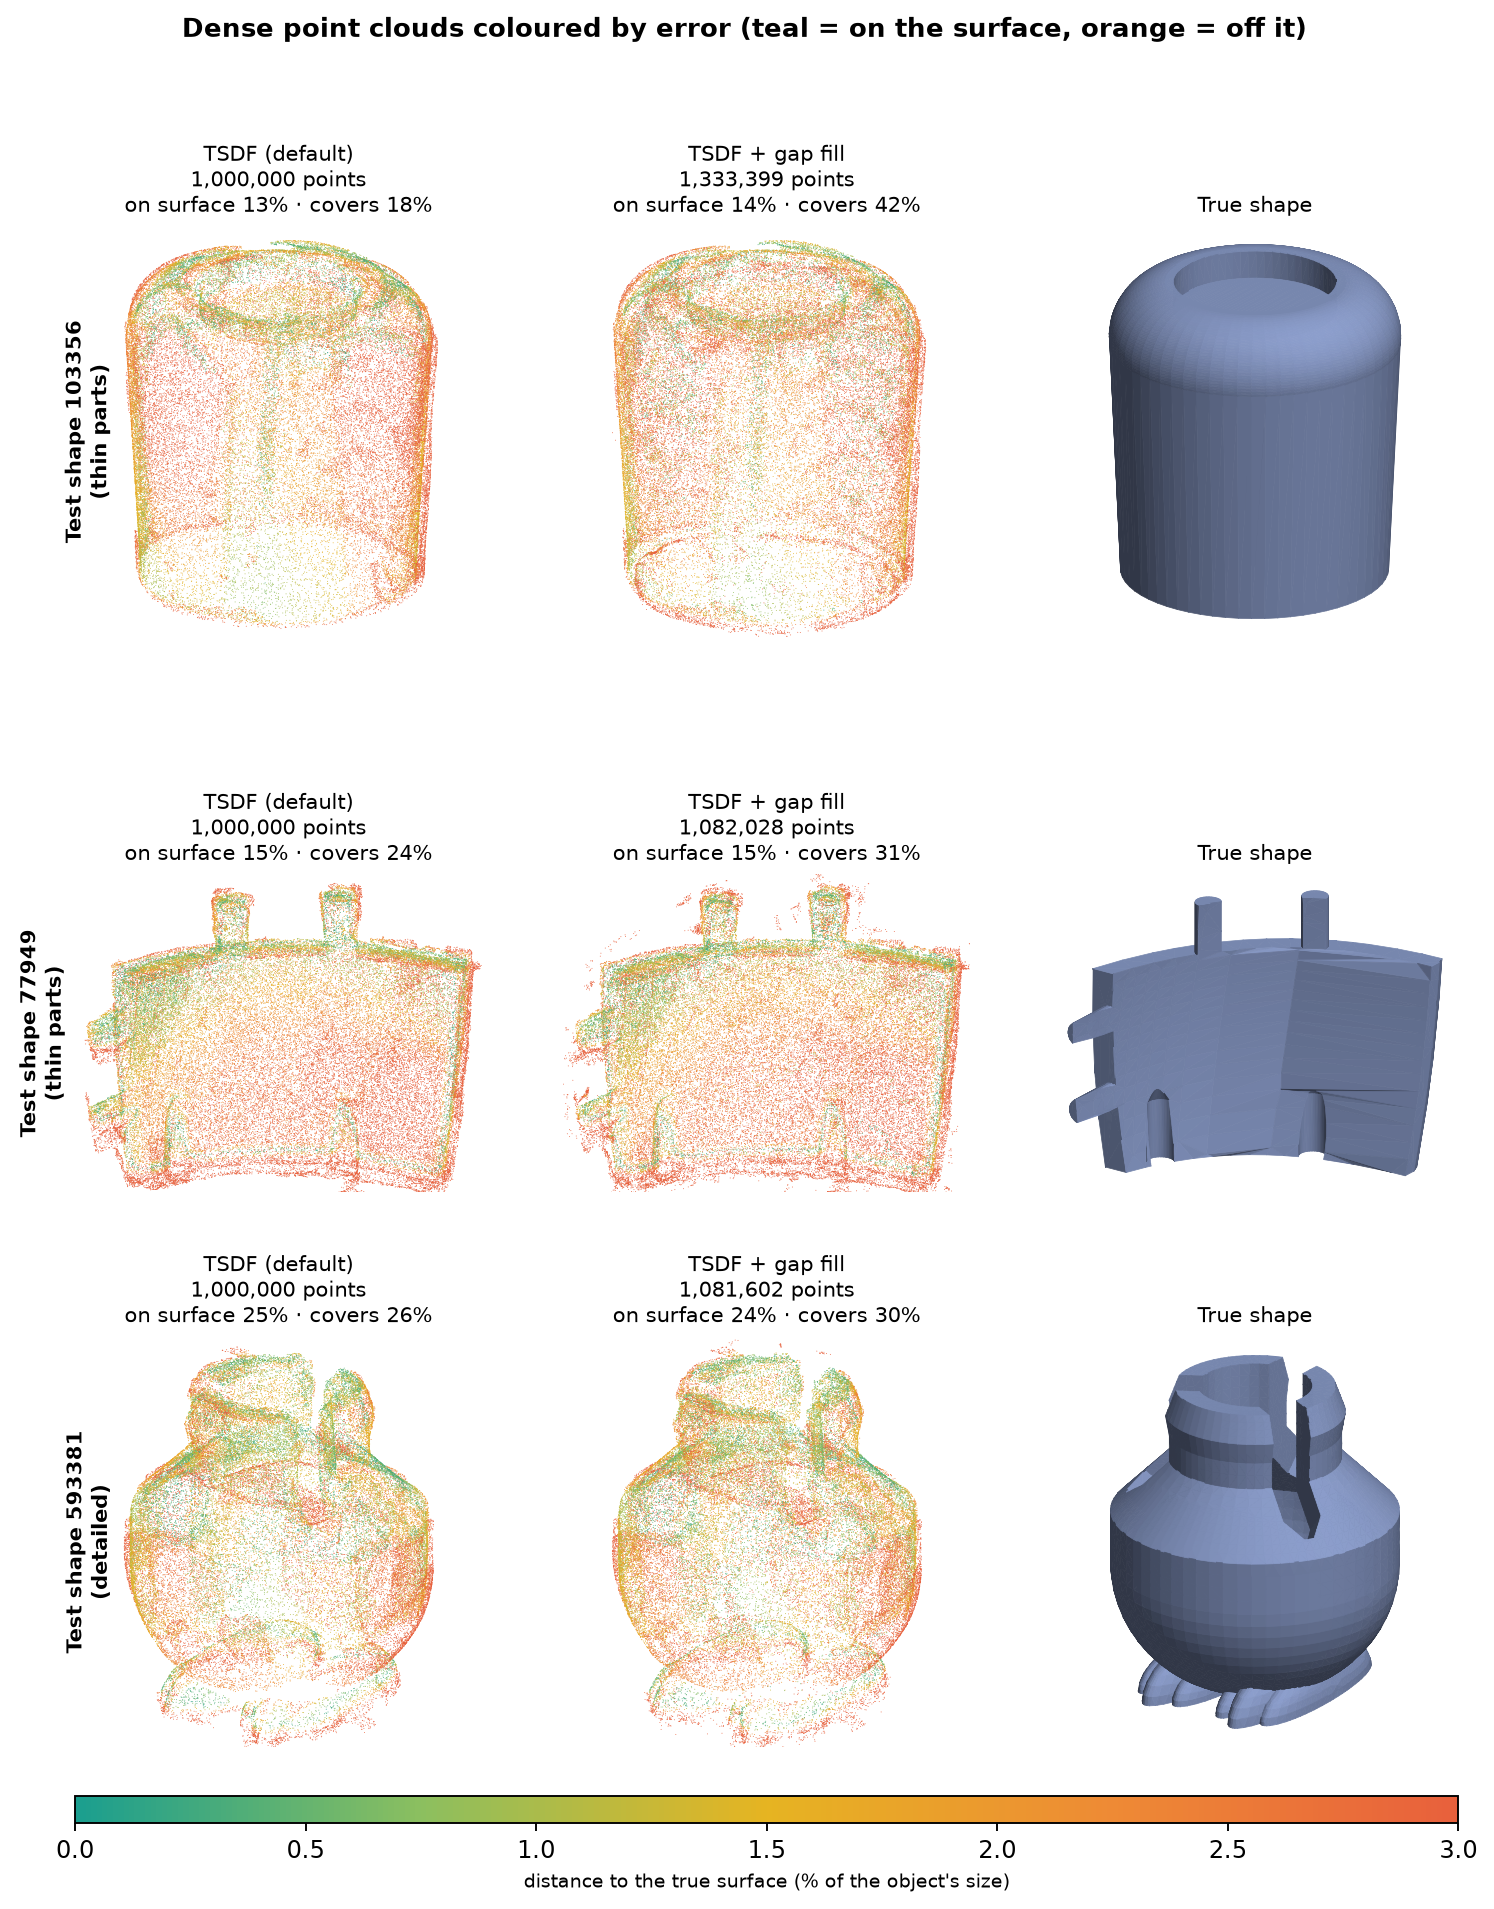 Dense point clouds coloured by error (teal = on the surface, orange = off it)
TSDF (default)
1,000,000 points
on surface 13% · covers 18%
TSDF + gap fill
1,333,399 points
on surface 14% · covers 42%
True shape
Test shape 103356
(thin parts)
TSDF (default)
1,000,000 points
on surface 15% · covers 24%
TSDF + gap fill
1,082,028 points
on surface 15% · covers 31%
True shape
Test shape 77949
(thin parts)
TSDF (default)
1,000,000 points
on surface 25% · covers 26%
TSDF + gap fill
1,081,602 points
on surface 24% · covers 30%
True shape
Test shape 593381
(detailed)
0.0 0.5 1.0 1.5 2.0 2.5 3.0
distance to the true surface (% of the object's size)